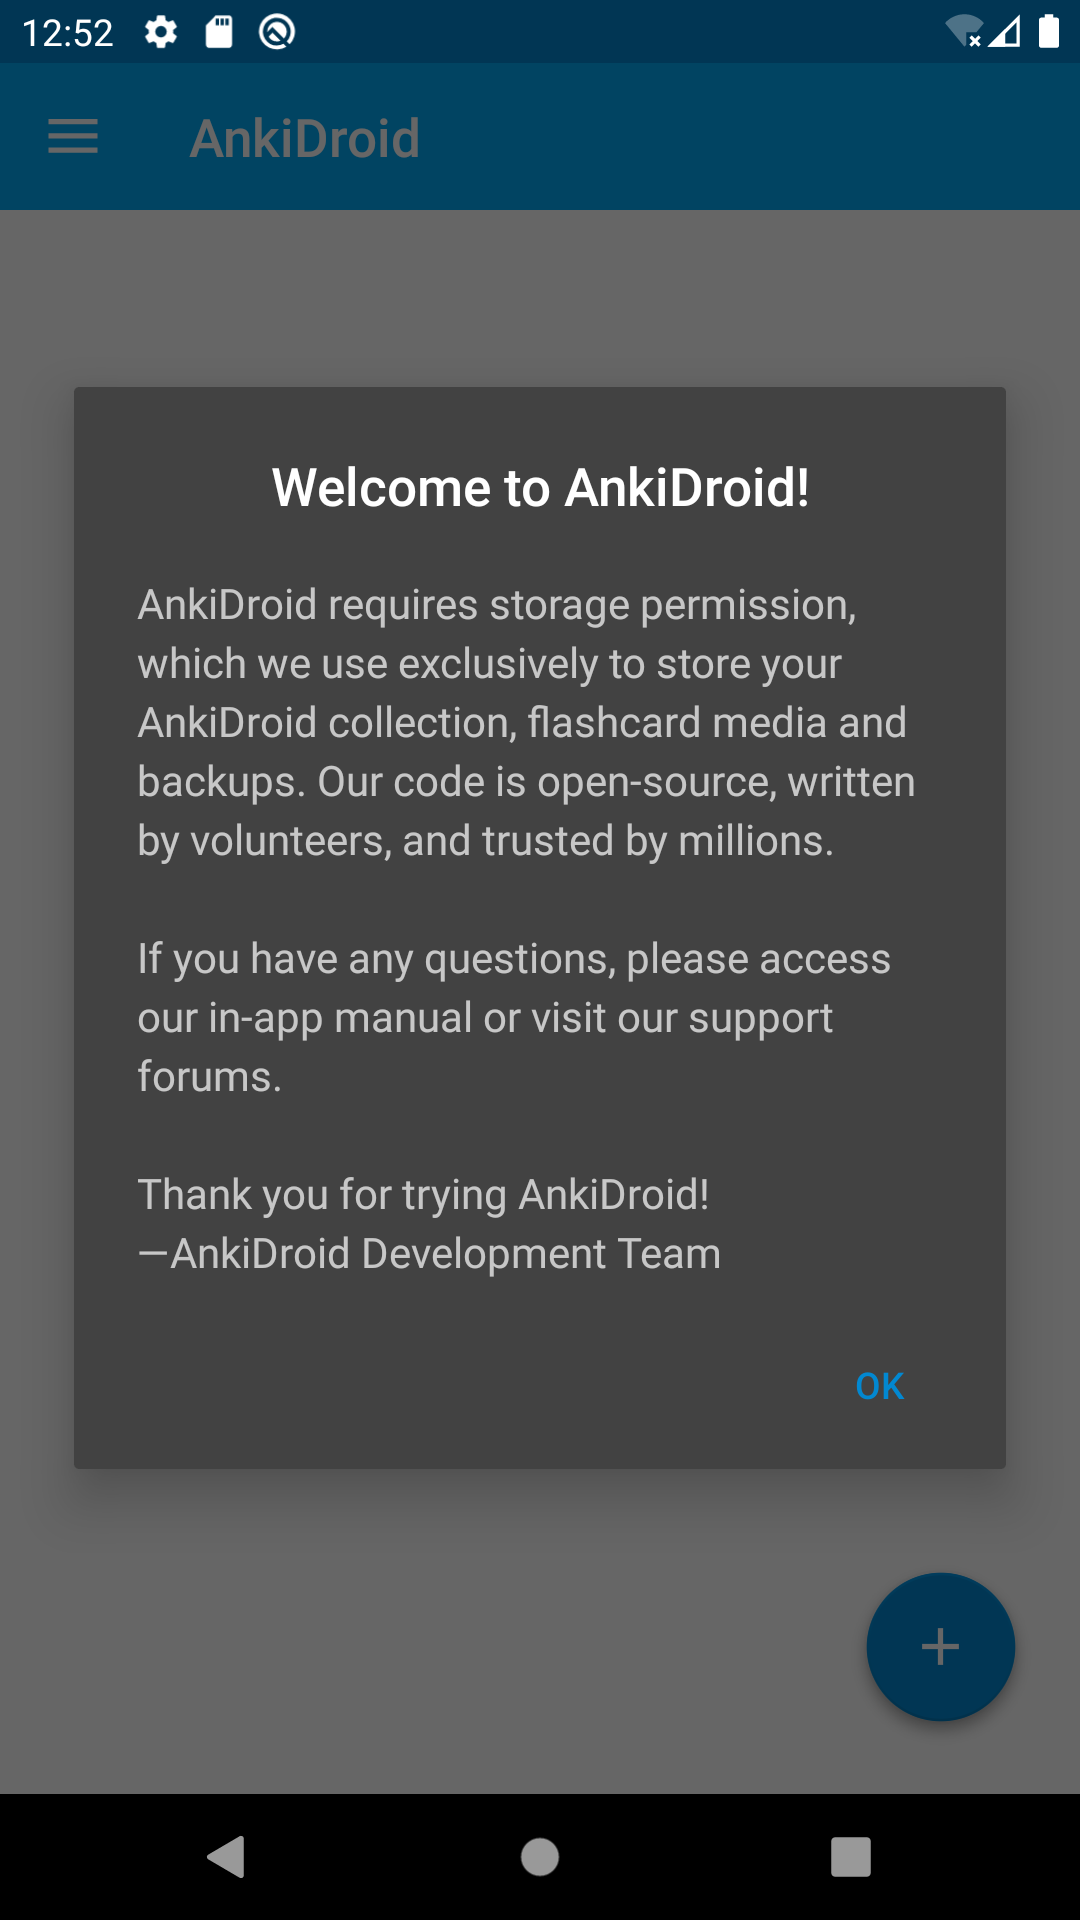 12:52
AnkiDroid
Welcome to AnkiDroid!
AnkiDroid requires storage permission,
which we use exclusively to store your
AnkiDroid collection, flashcard media and
backups. Our code is open-source, written
by volunteers, and trusted by millions.
If you have any questions, please access
our in-app manual or visit our support
forums.
Thank you for trying AnkiDroid!
—AnkiDroid Development Team
OK